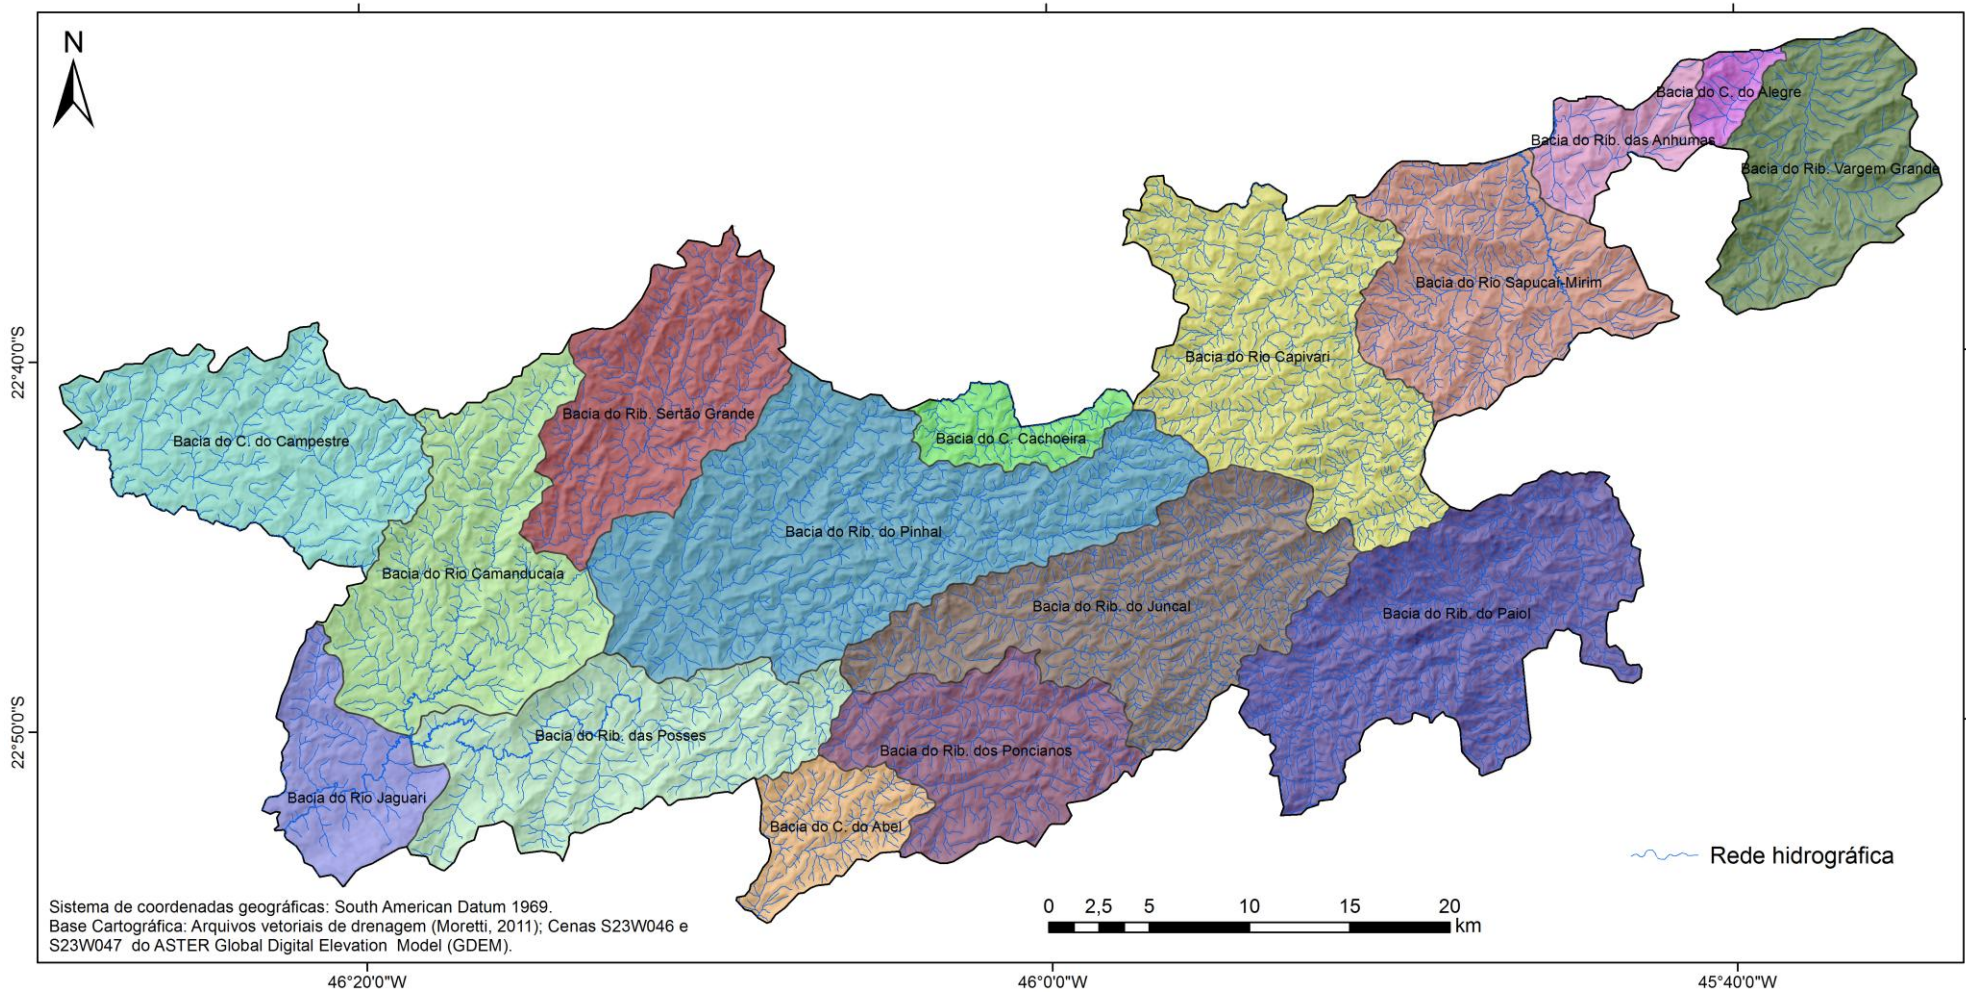 N
Bacia do C. do Alegre
Bacia do Rib. das Anhumas
Bacia do Rib. Vargem Grande
Bacia do Rio Sapucaí-Mirim
Bacia do Rio Capivari
22°40'0"S
Bacia do Rib. Sertão Grande
Bacia do C. do Campestre
Bacia do C. Cachoeira
Bacia do Rib. do Pinhal
Bacia do Rio Camanducaia
Bacia do Rib. do Juncal
Bacia do Rib. do Paiol
22°50'0"S
Bacia do Rib. das Posses
Bacia do Rib. dos Poncianos
Bacia do Rio Jaguari
Bacia do C. do Abel
Rede hidrográfica
0 2,5 5 10 15 20
km
Sistema de coordenadas geográficas: South American Datum 1969.
Base Cartográfica: Arquivos vetoriais de drenagem (Moretti, 2011); Cenas S23W046 e
S23W047 do ASTER Global Digital Elevation Model (GDEM).
46°20'0"W
46°0'0"W
45°40'0"W